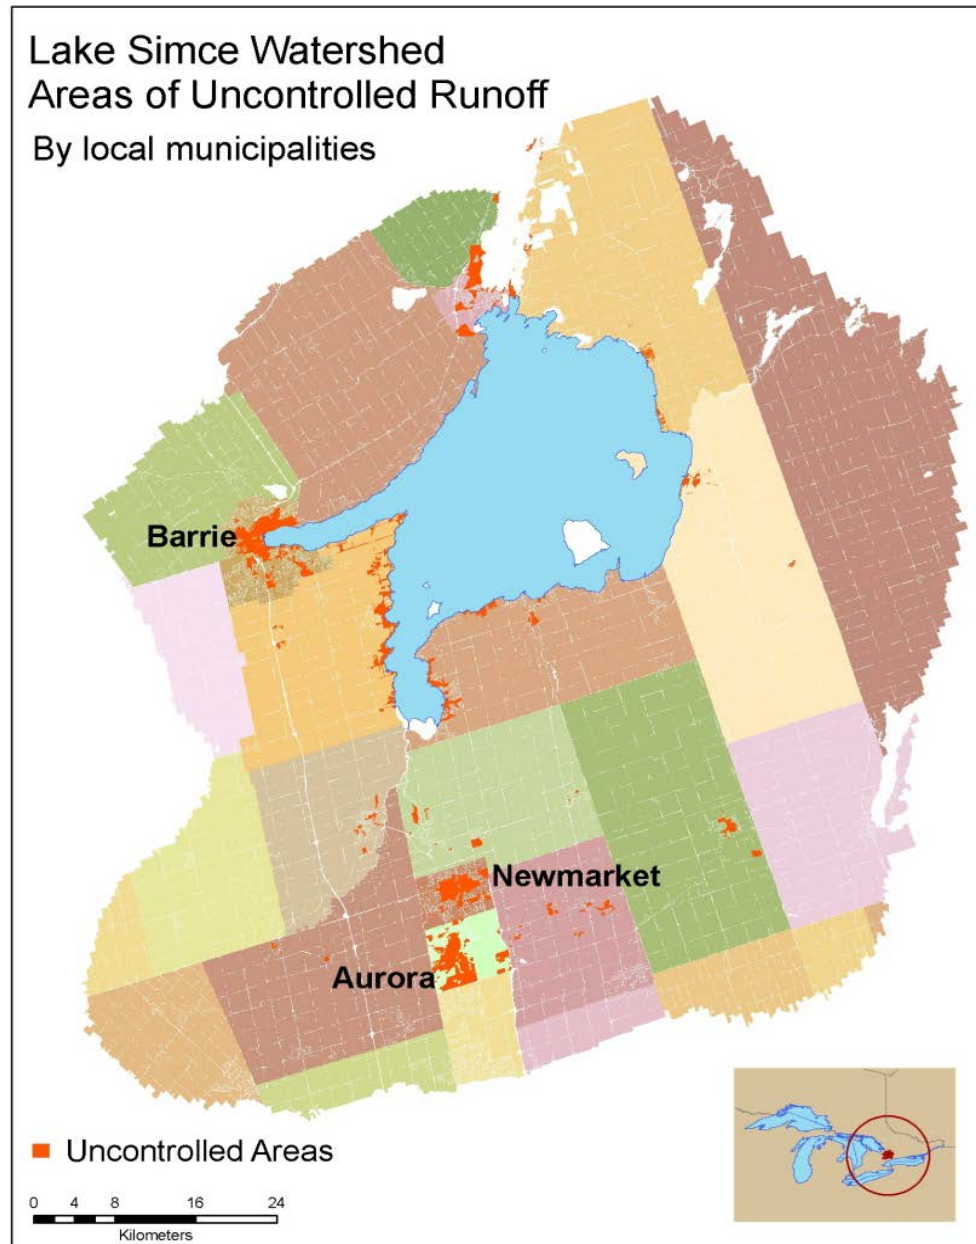 Lake Simce Watershed
Areas of Uncontrolled Runoff
By local municipalities
Barrie
Newmarket
Aurora
Uncontrolled Areas
0 4 8 16 24
Kilometers